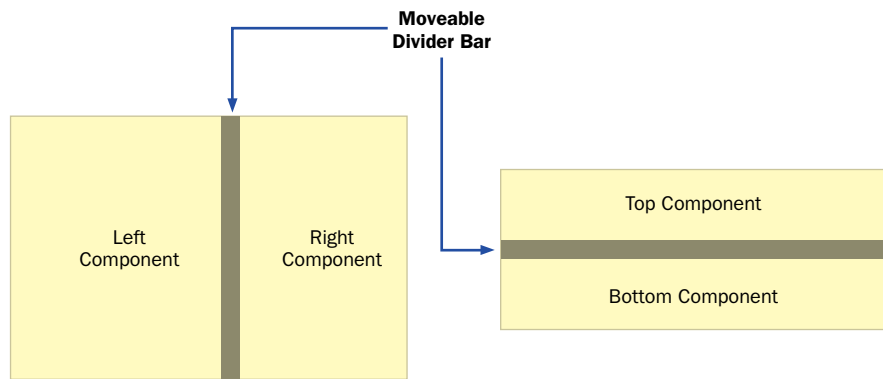 Moveable
Divider Bar
Left
Component
Right
Component
Top Component
Bottom Component